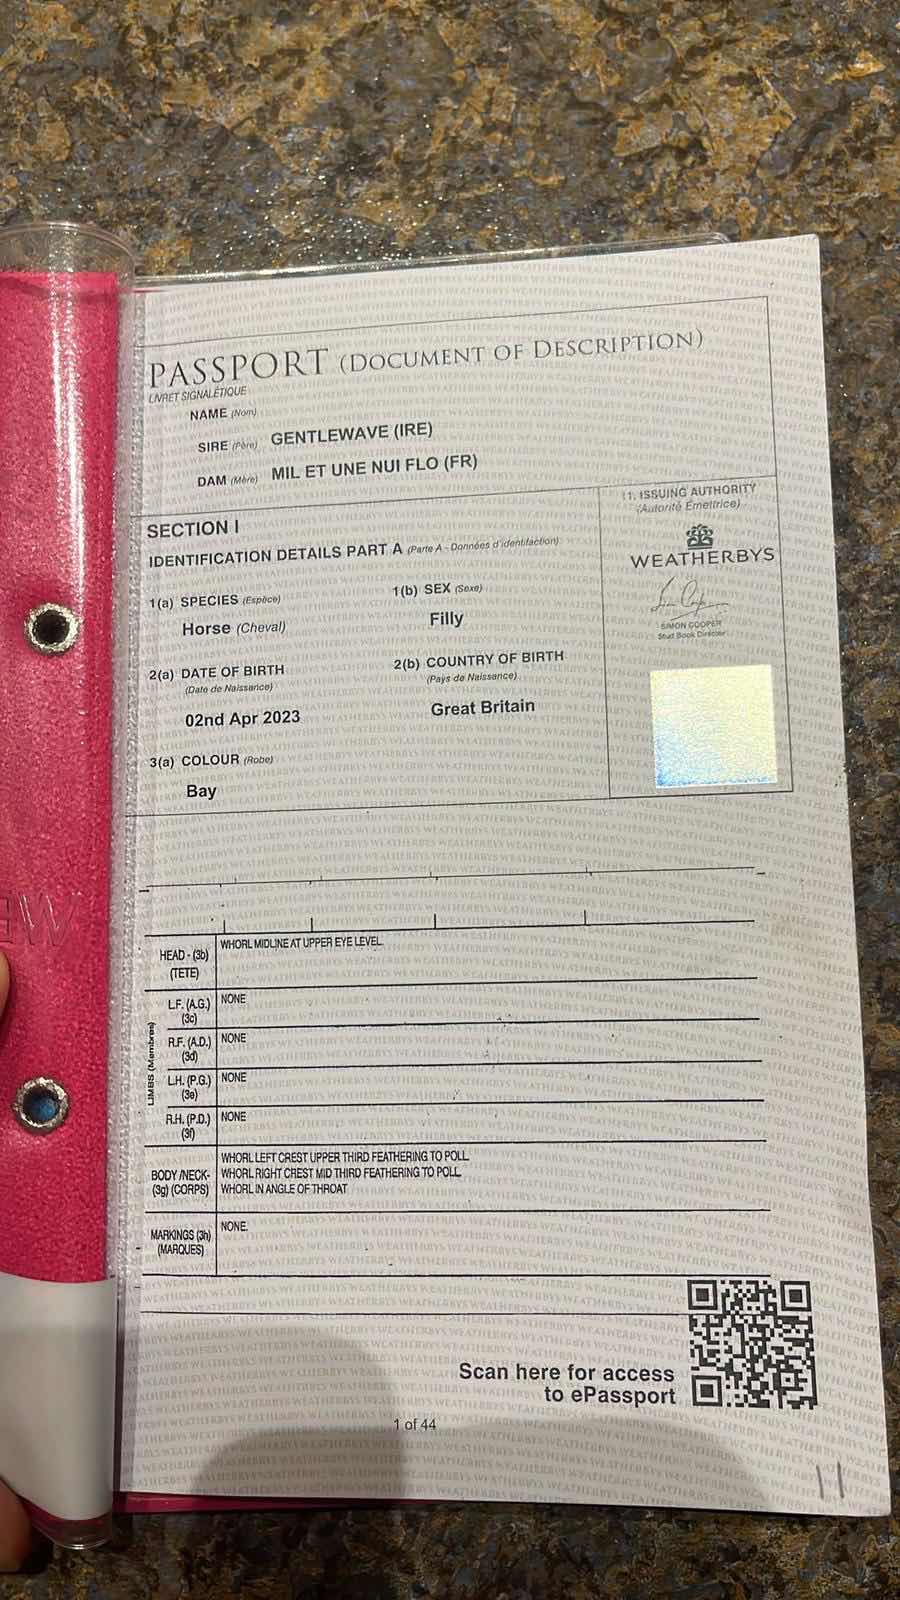 PASSPORT (DOCUMENT OF DESCRIPTION)
LIVRET SIGNALÉTIQUE
NAME (Nom)
SIRE (Père) GENTLEWAVE (IRE)
DAM (Mère) MIL ET UNE NUI FLO (FR)
SECTION I
IDENTIFICATION DETAILS PART A (Parte A - Données d'identifaction)
1(a) SPECIES (Espèce) 1(b) SEX (Sexe)
Horse (Cheval) Filly
2(a) DATE OF BIRTH 2(b) COUNTRY OF BIRTH
(Date de Naissance) (Pays de Naissance)
02nd Apr 2023 Great Britain
3(a) COLOUR (Robe)
Bay
11. ISSUING AUTHORITY
(Autorité Émettrice)
WEATHERBYS
SIMON COOPER
Stud Book Director
HEAD - (3b) WHORL MIDLINE AT UPPER EYE LEVEL.
(TETE)
LIMBS (Membres)
L.F. (A.G.) NONE
(3c)
R.F. (A.D.) NONE
(3d)
L.H. (P.G.) NONE
(3e)
R.H. (P.D.) NONE
(3f)
BODY /NECK- WHORL LEFT CREST UPPER THIRD FEATHERING TO POLL.
(3g) (CORPS) WHORL RIGHT CREST MID THIRD FEATHERING TO POLL.
WHORL IN ANGLE OF THROAT
MARKINGS (3h) NONE.
(MARQUES)
Scan here for access
to ePassport
1 of 44
11
WE